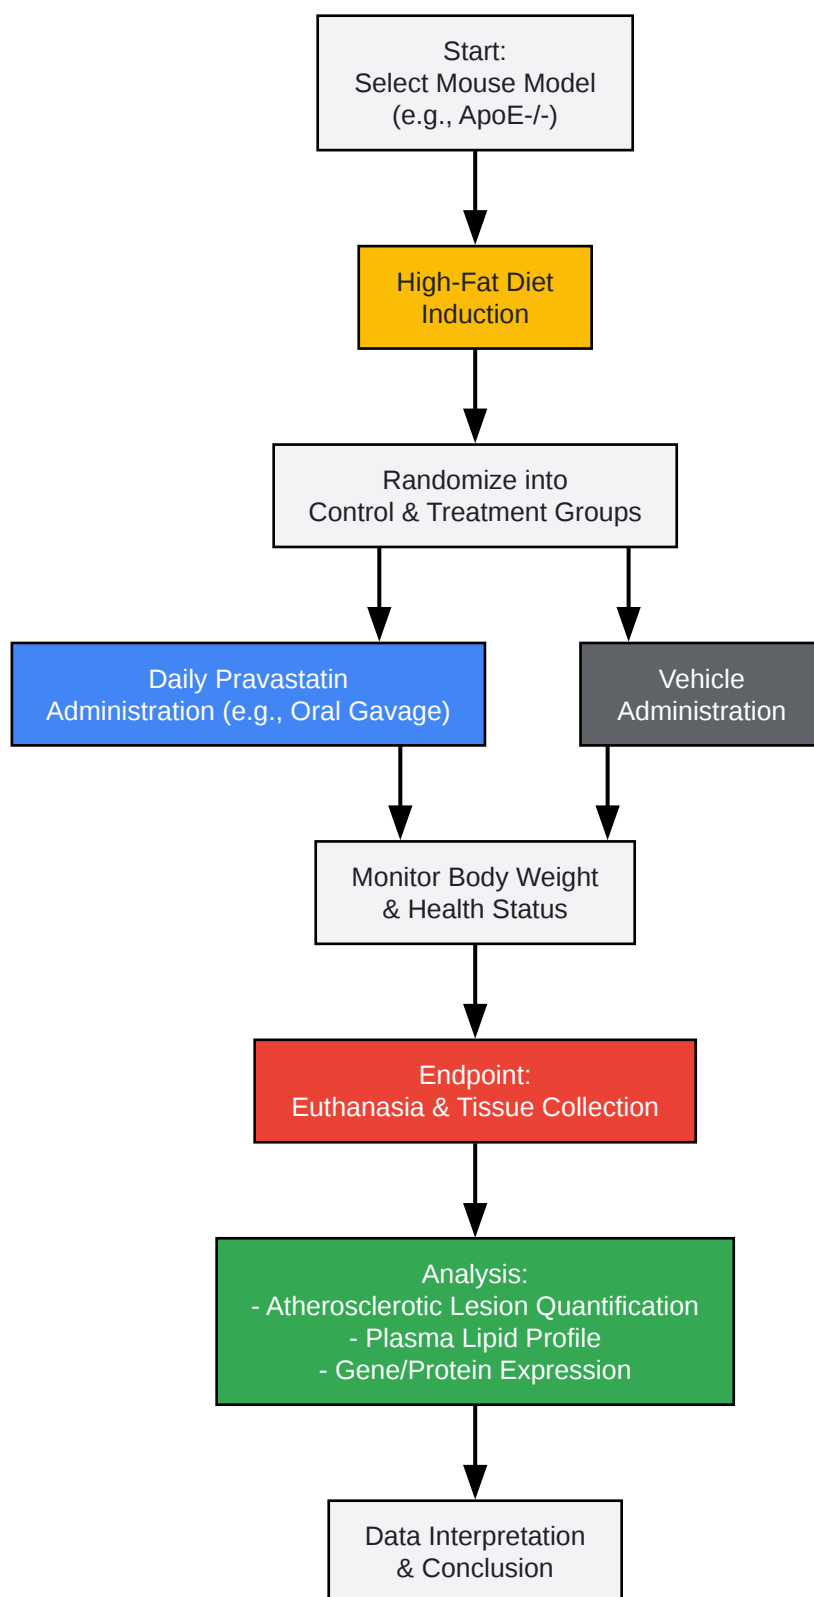 Start:
Select Mouse Model
(e.g., ApoE-/-)
High-Fat Diet
Induction
Randomize into
Control & Treatment Groups
Daily Pravastatin
Administration (e.g., Oral Gavage)
Vehicle
Administration
Monitor Body Weight
& Health Status
Endpoint:
Euthanasia & Tissue Collection
Analysis:
- Atherosclerotic Lesion Quantification
- Plasma Lipid Profile
- Gene/Protein Expression
Data Interpretation
& Conclusion